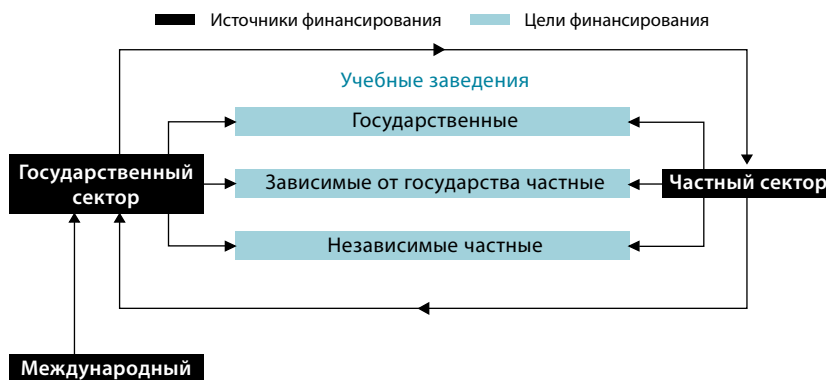 Источники финансирования
Цели финансирования
Учебные заведения
Государственные
Государственный
сектор
Зависимые от государства частные
Частный сектор
Независимые частные
Международный